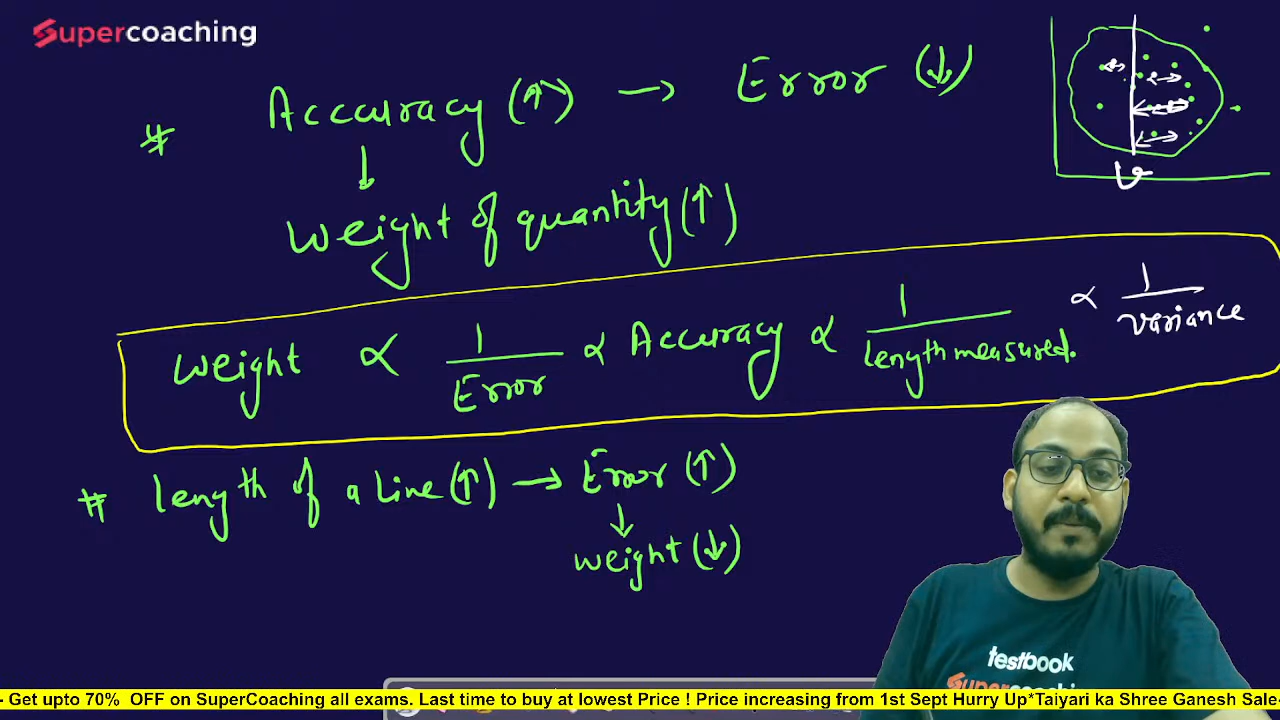 Supercoaching
# Accuracy (↑) → Error (↓)
↓
Weight of quantity (↑)
Weight ∝ 1/Error ∝ Accuracy ∝ 1/length measured. ∝ 1/variance
# length of a line (↑) → Error (↑)
↓
weight (↓)
testbook
Supercoaching
- Get upto 70% OFF on SuperCoaching all exams. Last time to buy at lowest Price ! Price increasing from 1st Sept Hurry Up*Taiyari ka Shree Ganesh Sale